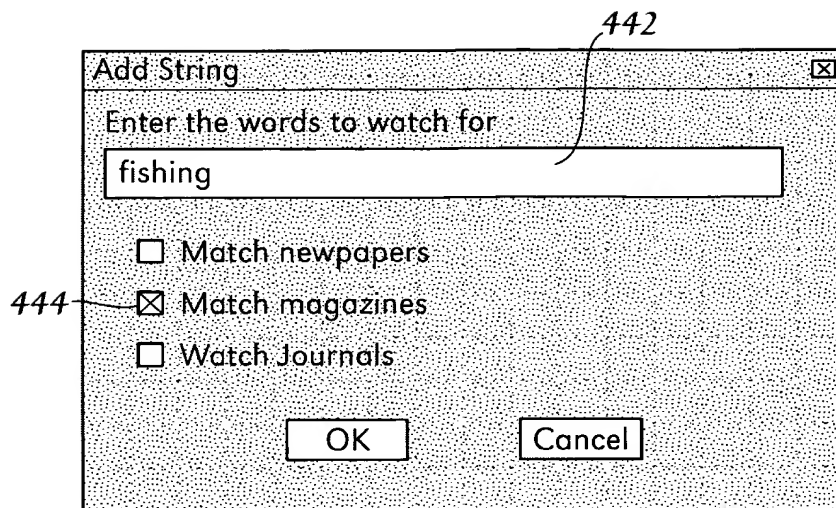 442
Add String
Enter the words to watch for
fishing
Match newpapers
444 Match magazines
Watch Journals
OK Cancel